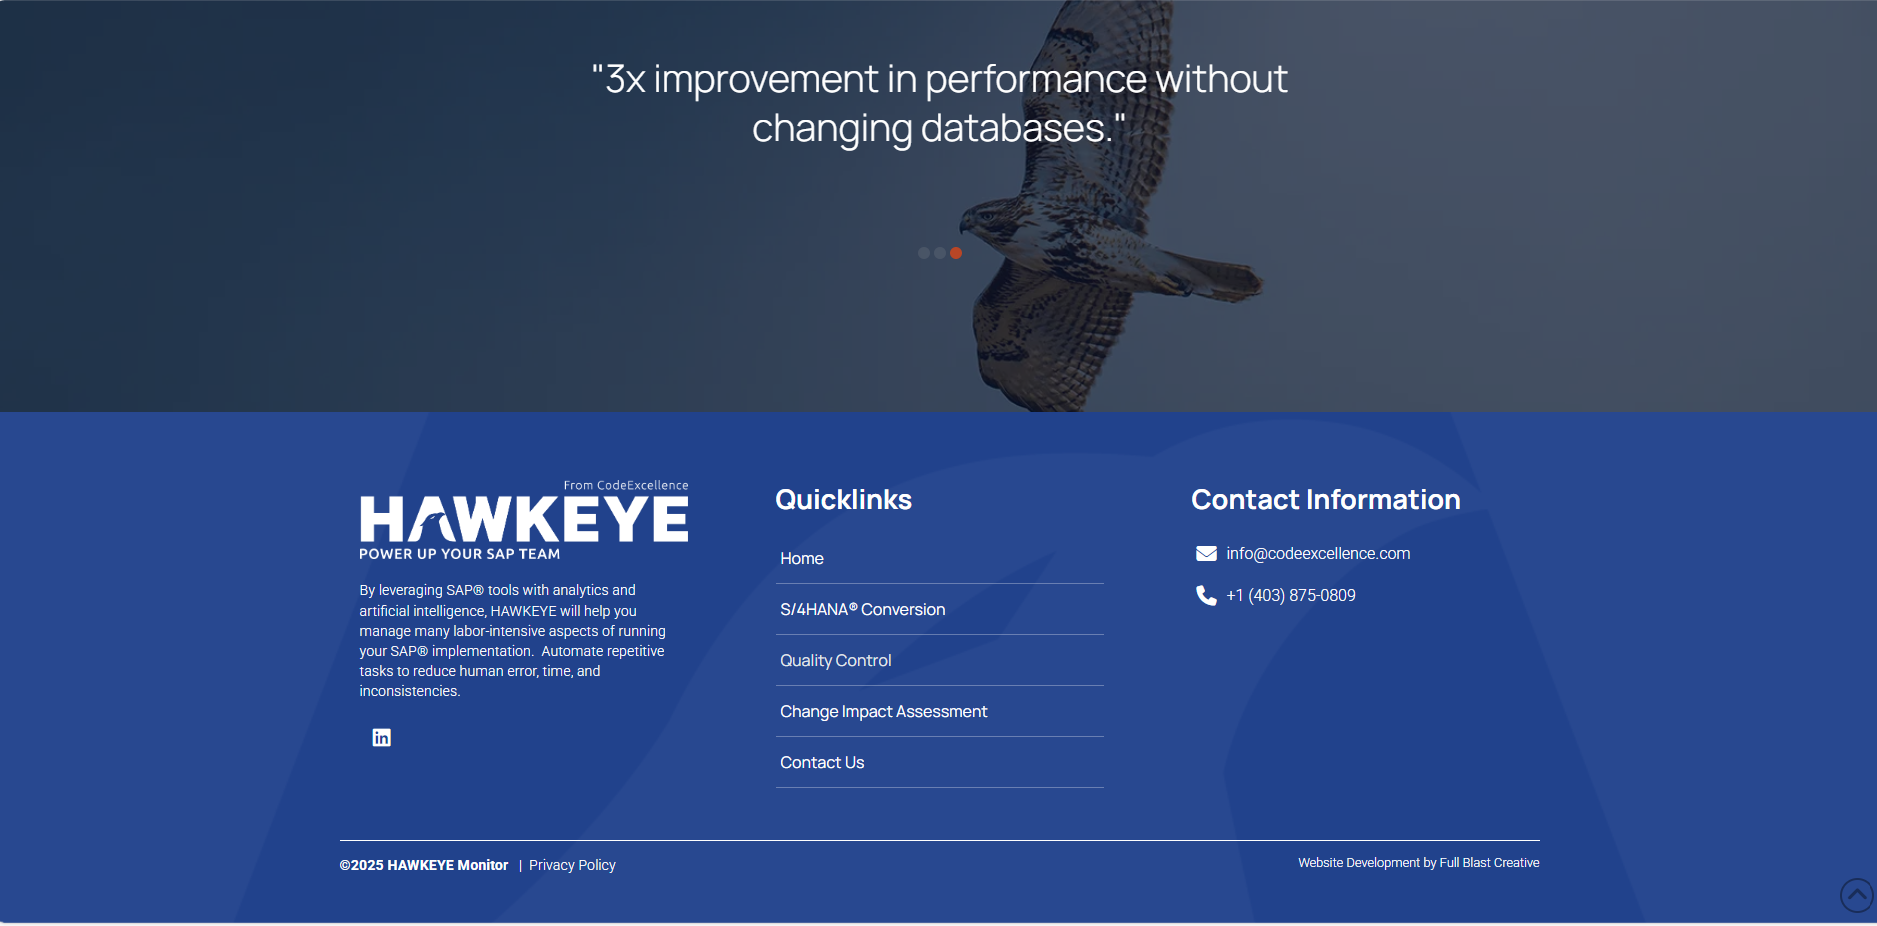 "3x improvement in performance without
changing databases."
From CodeExcellence
HAWKEYE
POWER UP YOUR SAP TEAM
By leveraging SAP® tools with analytics and
artificial intelligence, HAWKEYE will help you
manage many labor-intensive aspects of running
your SAP® implementation.  Automate repetitive
tasks to reduce human error, time, and
inconsistencies.
in
Quicklinks
Home
S/4HANA® Conversion
Quality Control
Change Impact Assessment
Contact Us
Contact Information
info@codeexcellence.com
+1 (403) 875-0809
©2025 HAWKEYE Monitor | Privacy Policy
Website Development by Full Blast Creative